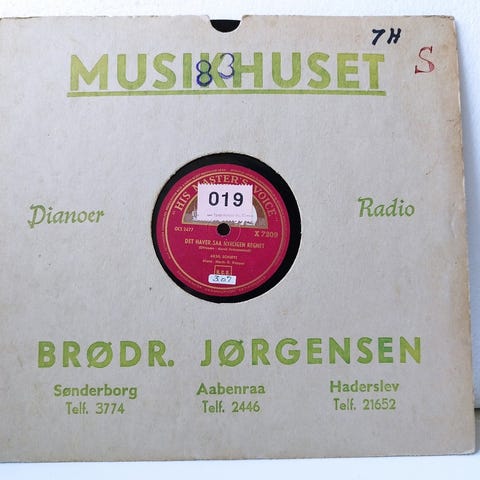 7H
S
MUSIKHUSET
83
"HIS MASTER'S VOICE"
019
X 7209
DET HAVER SAA NYELIGEN REGNET
AKSEL SCHIØTZ
307
Pianoer
Radio
BRØDR. JØRGENSEN
Sønderborg Aabenraa Haderslev
Telf. 3774 Telf. 2446 Telf. 21652